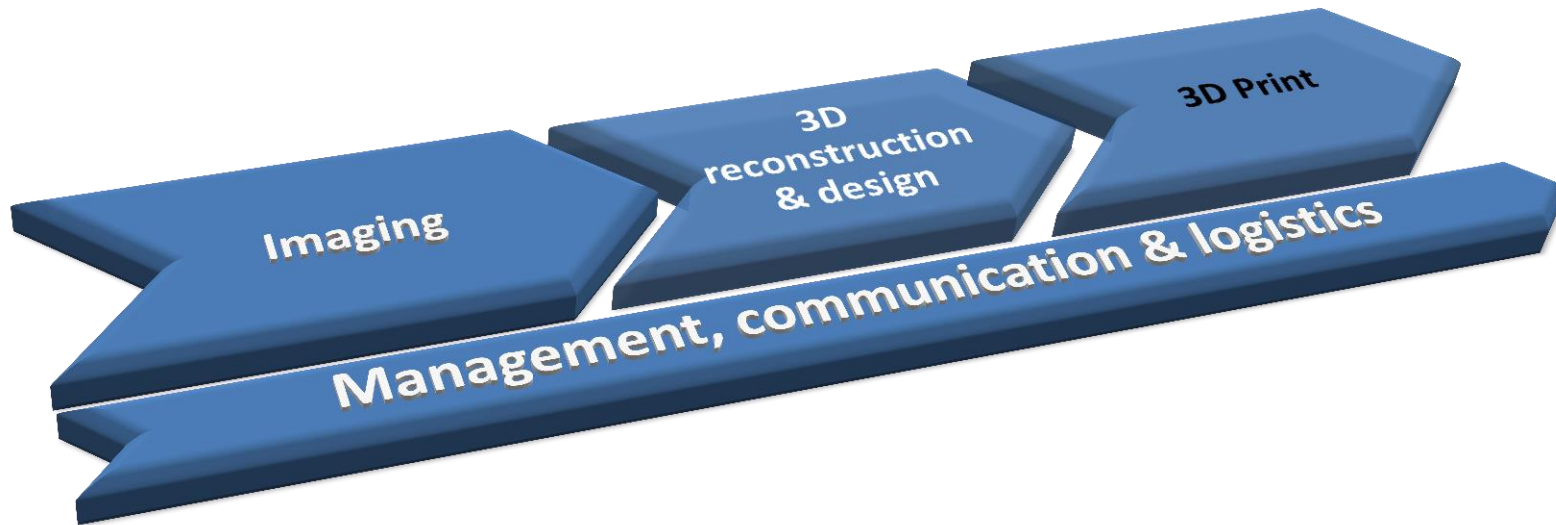 Imaging
3D
reconstruction
& design
3D Print
Management, communication & logistics